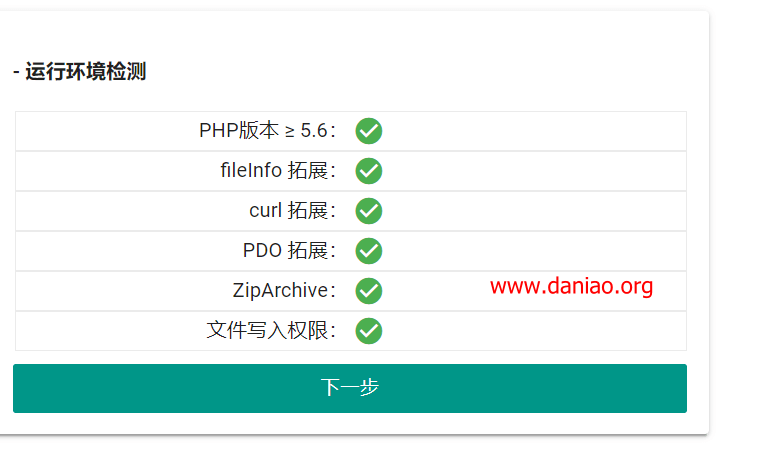 - 运行环境检测
PHP版本 ≥ 5.6：
fileInfo 拓展：
curl 拓展：
PDO 拓展：
ZipArchive：
www.daniao.org
文件写入权限：
下一步